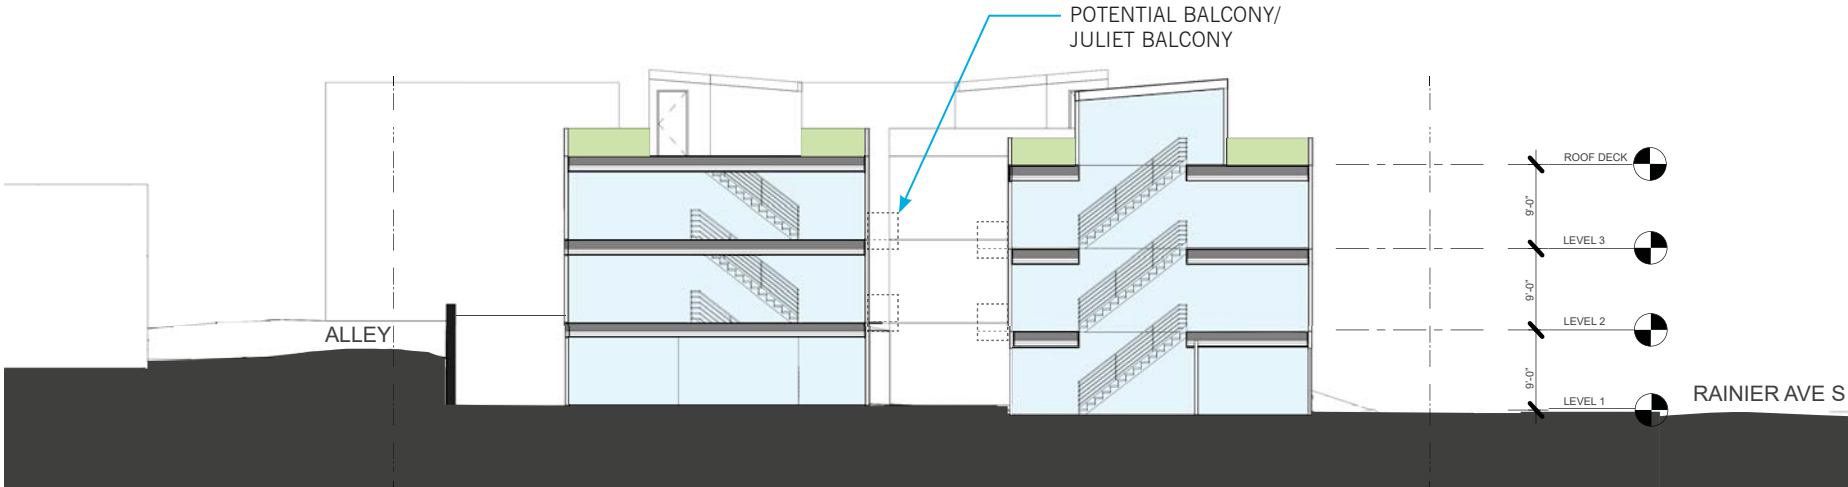 POTENTIAL BALCONY/
JULIET BALCONY
ROOF DECK
9'-0"
LEVEL 3
9'-0"
LEVEL 2
ALLEY
9'-0"
RAINIER AVE S
LEVEL 1